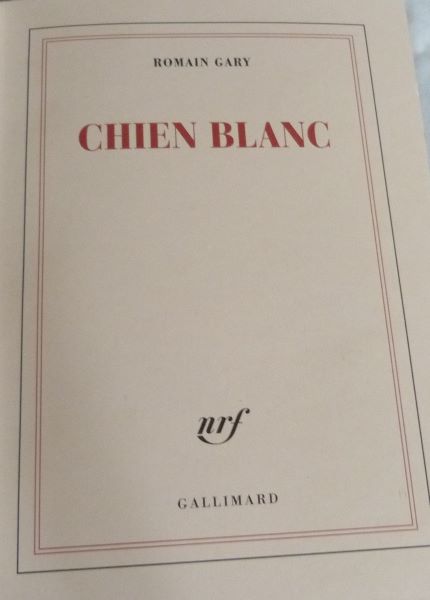 ROMAIN GARY
CHIEN BLANC
nrf
GALLIMARD